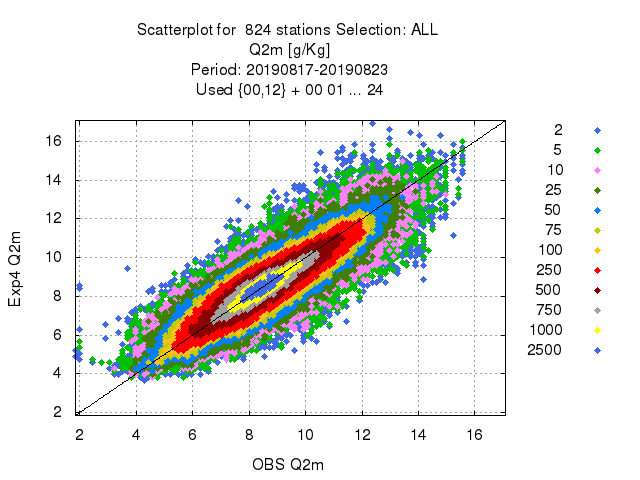 Scatterplot for 824 stations Selection: ALL
Q2m [g/Kg]
Period: 20190817-20190823
Used {00,12} + 00 01 ... 24
16
14
12
10
8
6
4
2
Exp4 Q2m
2 4 6 8 10 12 14 16
OBS Q2m
2
5
10
25
50
75
100
250
500
750
1000
2500